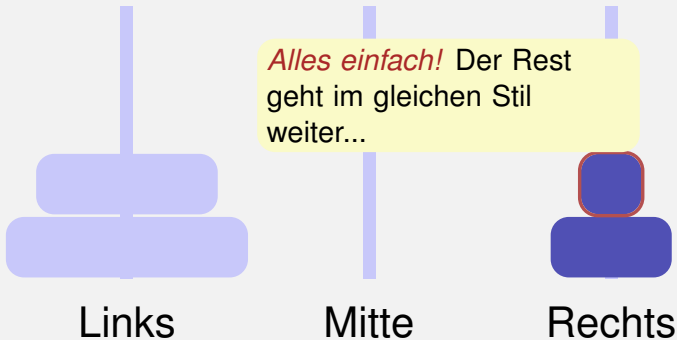 Alles einfach! Der Rest
geht im gleichen Stil
weiter...
Links Mitte Rechts